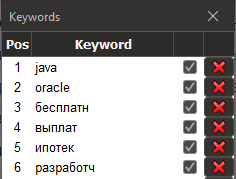 Keywords
Pos Keyword
1 java
2 oracle
3 бесплатн
4 выплат
5 ипотек
6 разработч